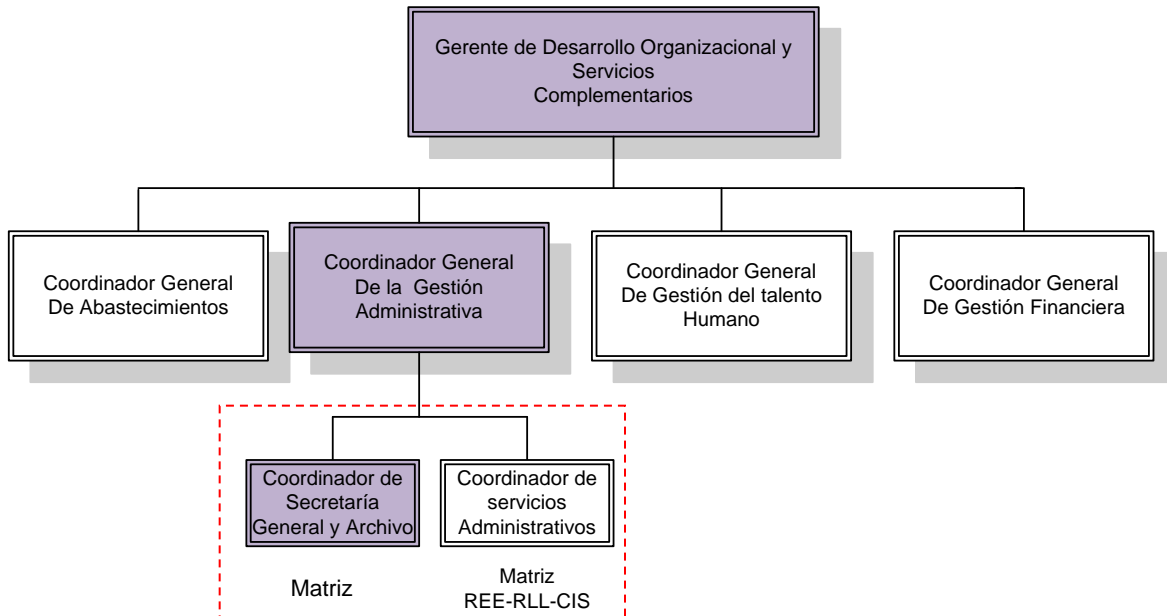 Gerente de Desarrollo Organizacional y
Servicios
Complementarios
Coordinador General
De Abastecimientos
Coordinador General
De la Gestión
Administrativa
Coordinador General
De Gestión del talento
Humano
Coordinador General
De Gestión Financiera
Coordinador de
Secretaría
General y Archivo
Coordinador de
servicios
Administrativos
Matriz
Matriz
REE-RLL-CIS